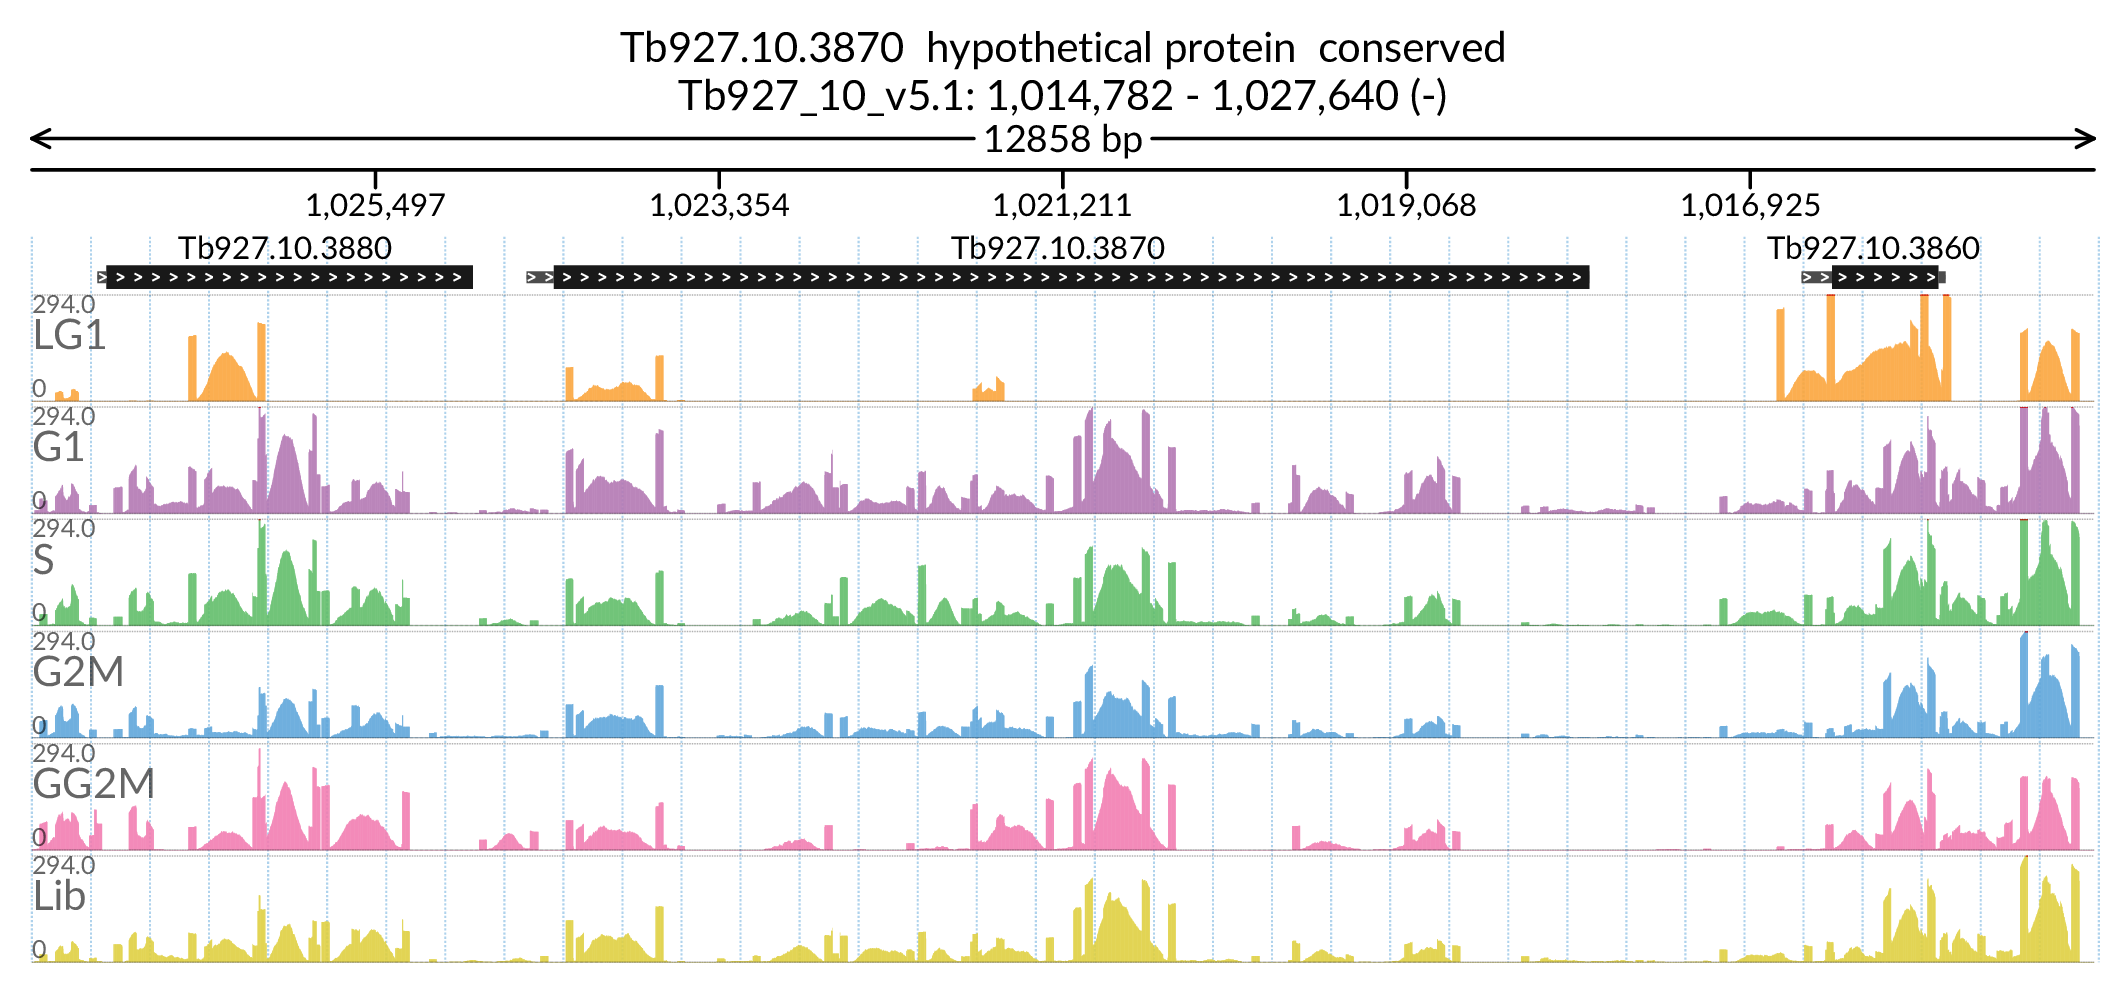 Tb927.10.3870 hypothetical protein conserved
Tb927_10_v5.1: 1,014,782 - 1,027,640 (-)
12858 bp
1,025,497 1,023,354 1,021,211 1,019,068 1,016,925
Tb927.10.3880 Tb927.10.3870 Tb927.10.3860
294.0
LG1
0
294.0
G1
0
294.0
S
0
294.0
G2M
0
294.0
GG2M
0
294.0
Lib
0